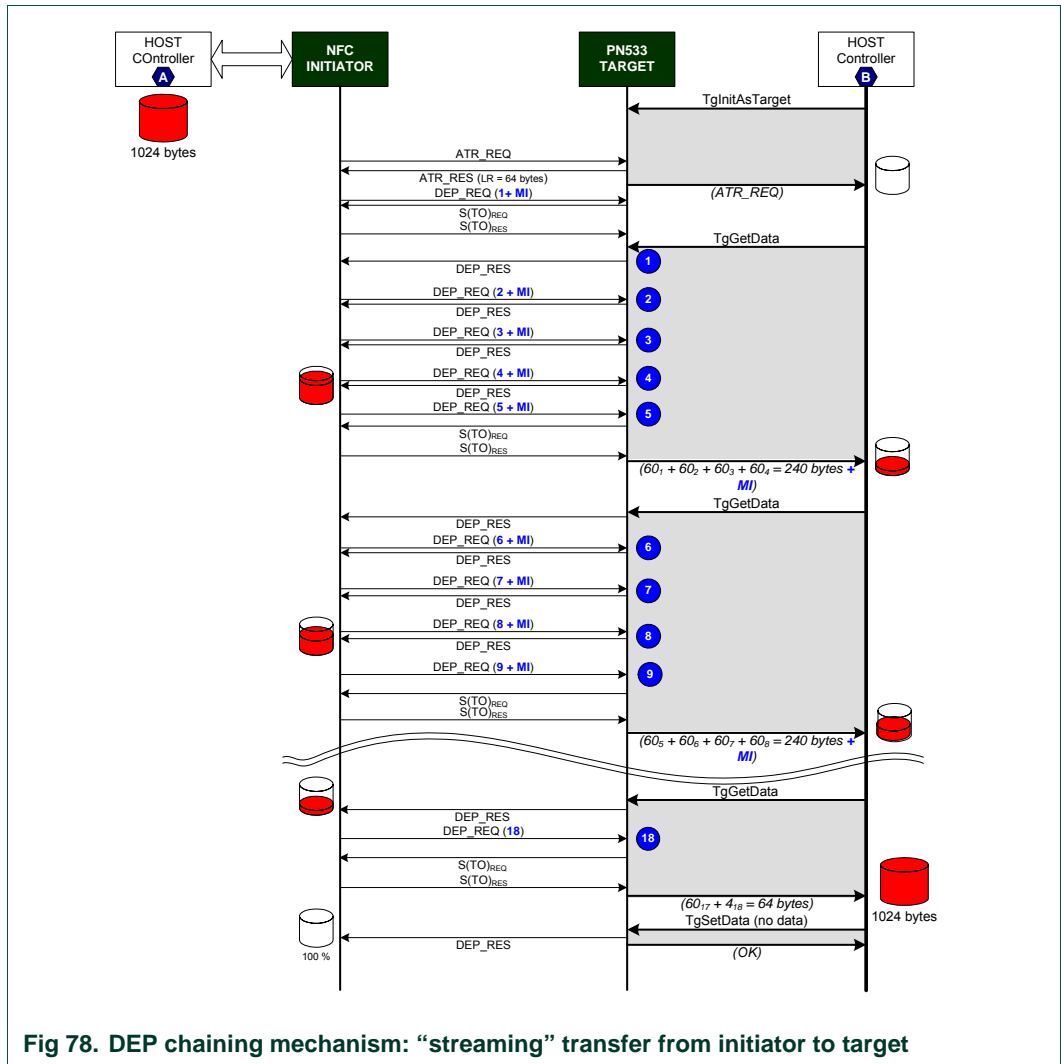 HOST
COntroller
A
NFC
INITIATOR
PN533
TARGET
HOST
Controller
B
1024 bytes
TgInitAsTarget
ATR_REQ
ATR_RES (LR = 64 bytes)
(ATR_REQ)
DEP_REQ (1+ MI)
S(TO)REQ
S(TO)RES
TgGetData
1
DEP_RES
DEP_REQ (2 + MI)
2
DEP_RES
DEP_REQ (3 + MI)
3
DEP_RES
DEP_REQ (4 + MI)
4
DEP_RES
DEP_REQ (5 + MI)
5
S(TO)REQ
S(TO)RES
(601 + 602 + 603 + 604 = 240 bytes +
MI)
TgGetData
DEP_RES
DEP_REQ (6 + MI)
6
DEP_RES
DEP_REQ (7 + MI)
7
DEP_RES
DEP_REQ (8 + MI)
8
DEP_RES
DEP_REQ (9 + MI)
9
S(TO)REQ
S(TO)RES
(605 + 606 + 607 + 608 = 240 bytes +
MI)
TgGetData
DEP_RES
DEP_REQ (18)
18
S(TO)REQ
S(TO)RES
(6017 + 418 = 64 bytes)
1024 bytes
TgSetData (no data)
DEP_RES
(OK)
100 %
Fig 78. DEP chaining mechanism: “streaming” transfer from initiator to target